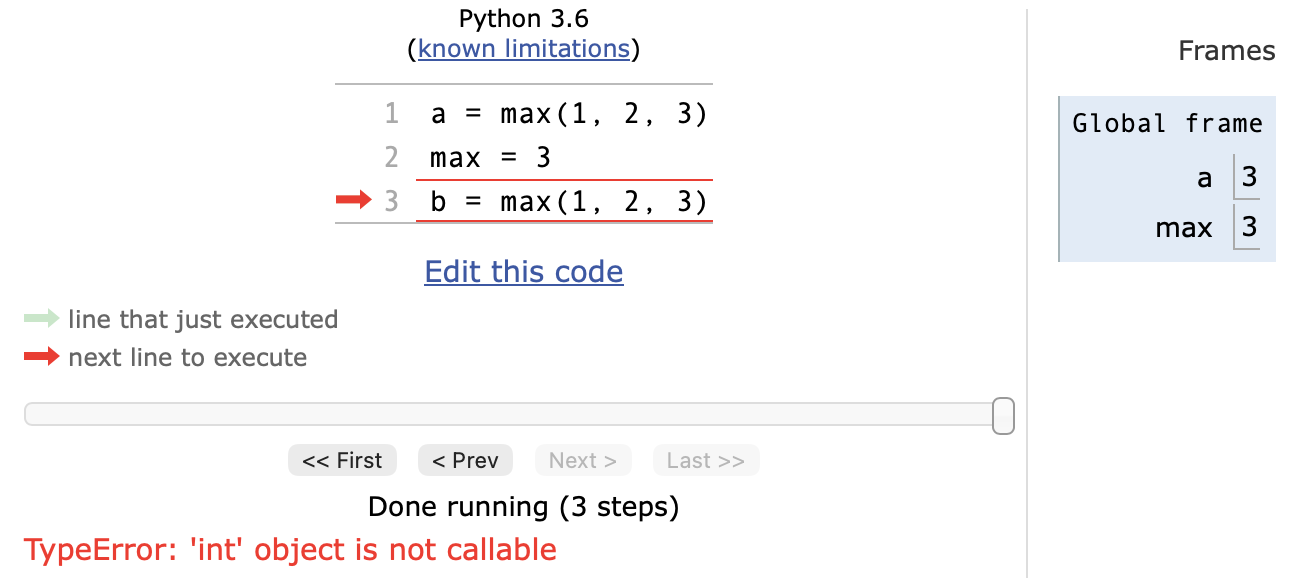 Python 3.6
(known limitations)
1 a = max(1, 2, 3)
2 max = 3
3 b = max(1, 2, 3)
Edit this code
line that just executed
next line to execute
<< First < Prev Next > Last >>
Done running (3 steps)
TypeError: 'int' object is not callable
Frames
Global frame
a 3
max 3